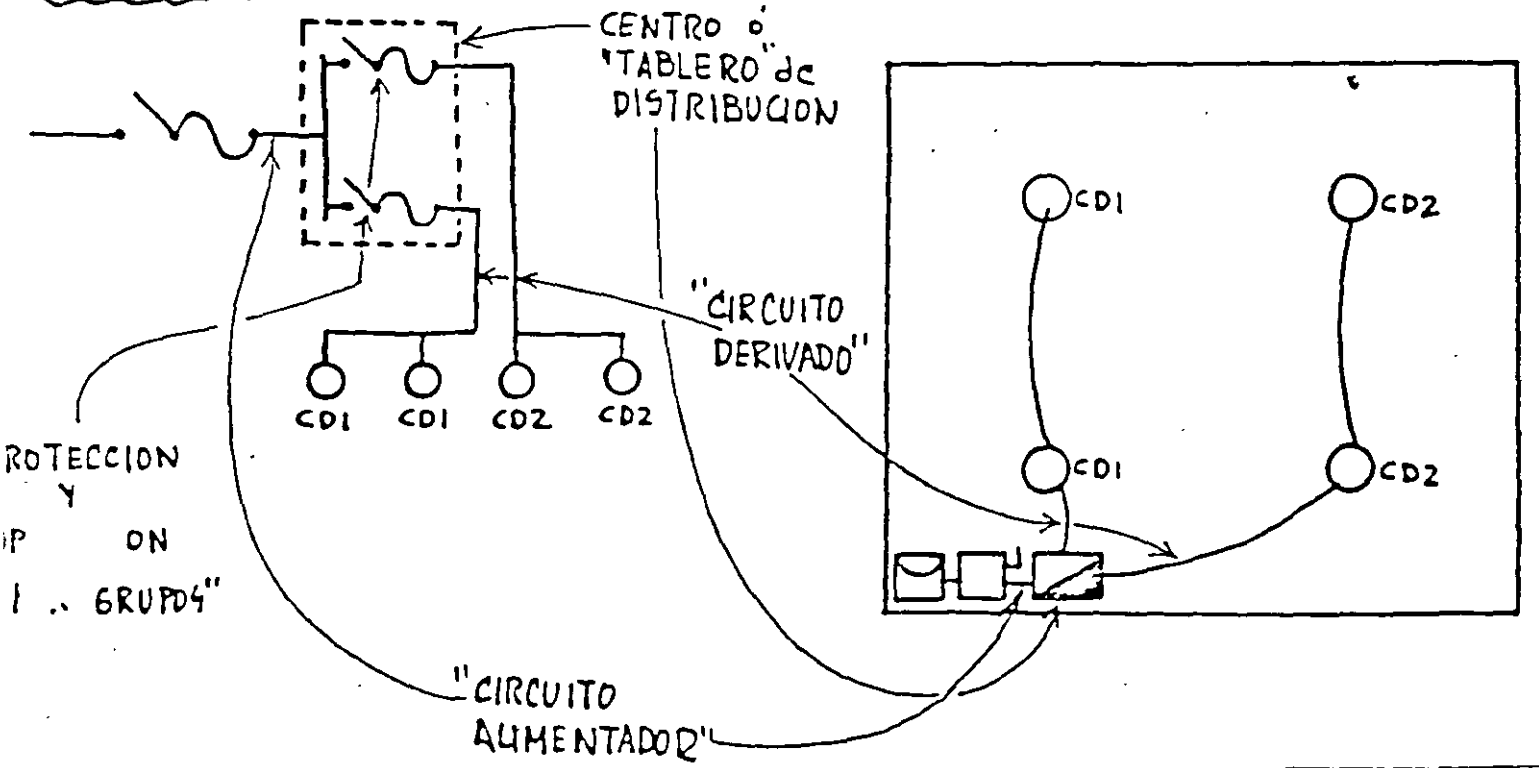 CENTRO ó
"TABLERO" de
DISTRIBUCION
CD1
CD2
"CIRCUITO
DERIVADO"
CD1
CD1
CD2
CD2
CD1
CD2
ROTECCION
Y
ON
GRUPOS"
"CIRCUITO
ALIMENTADOR"